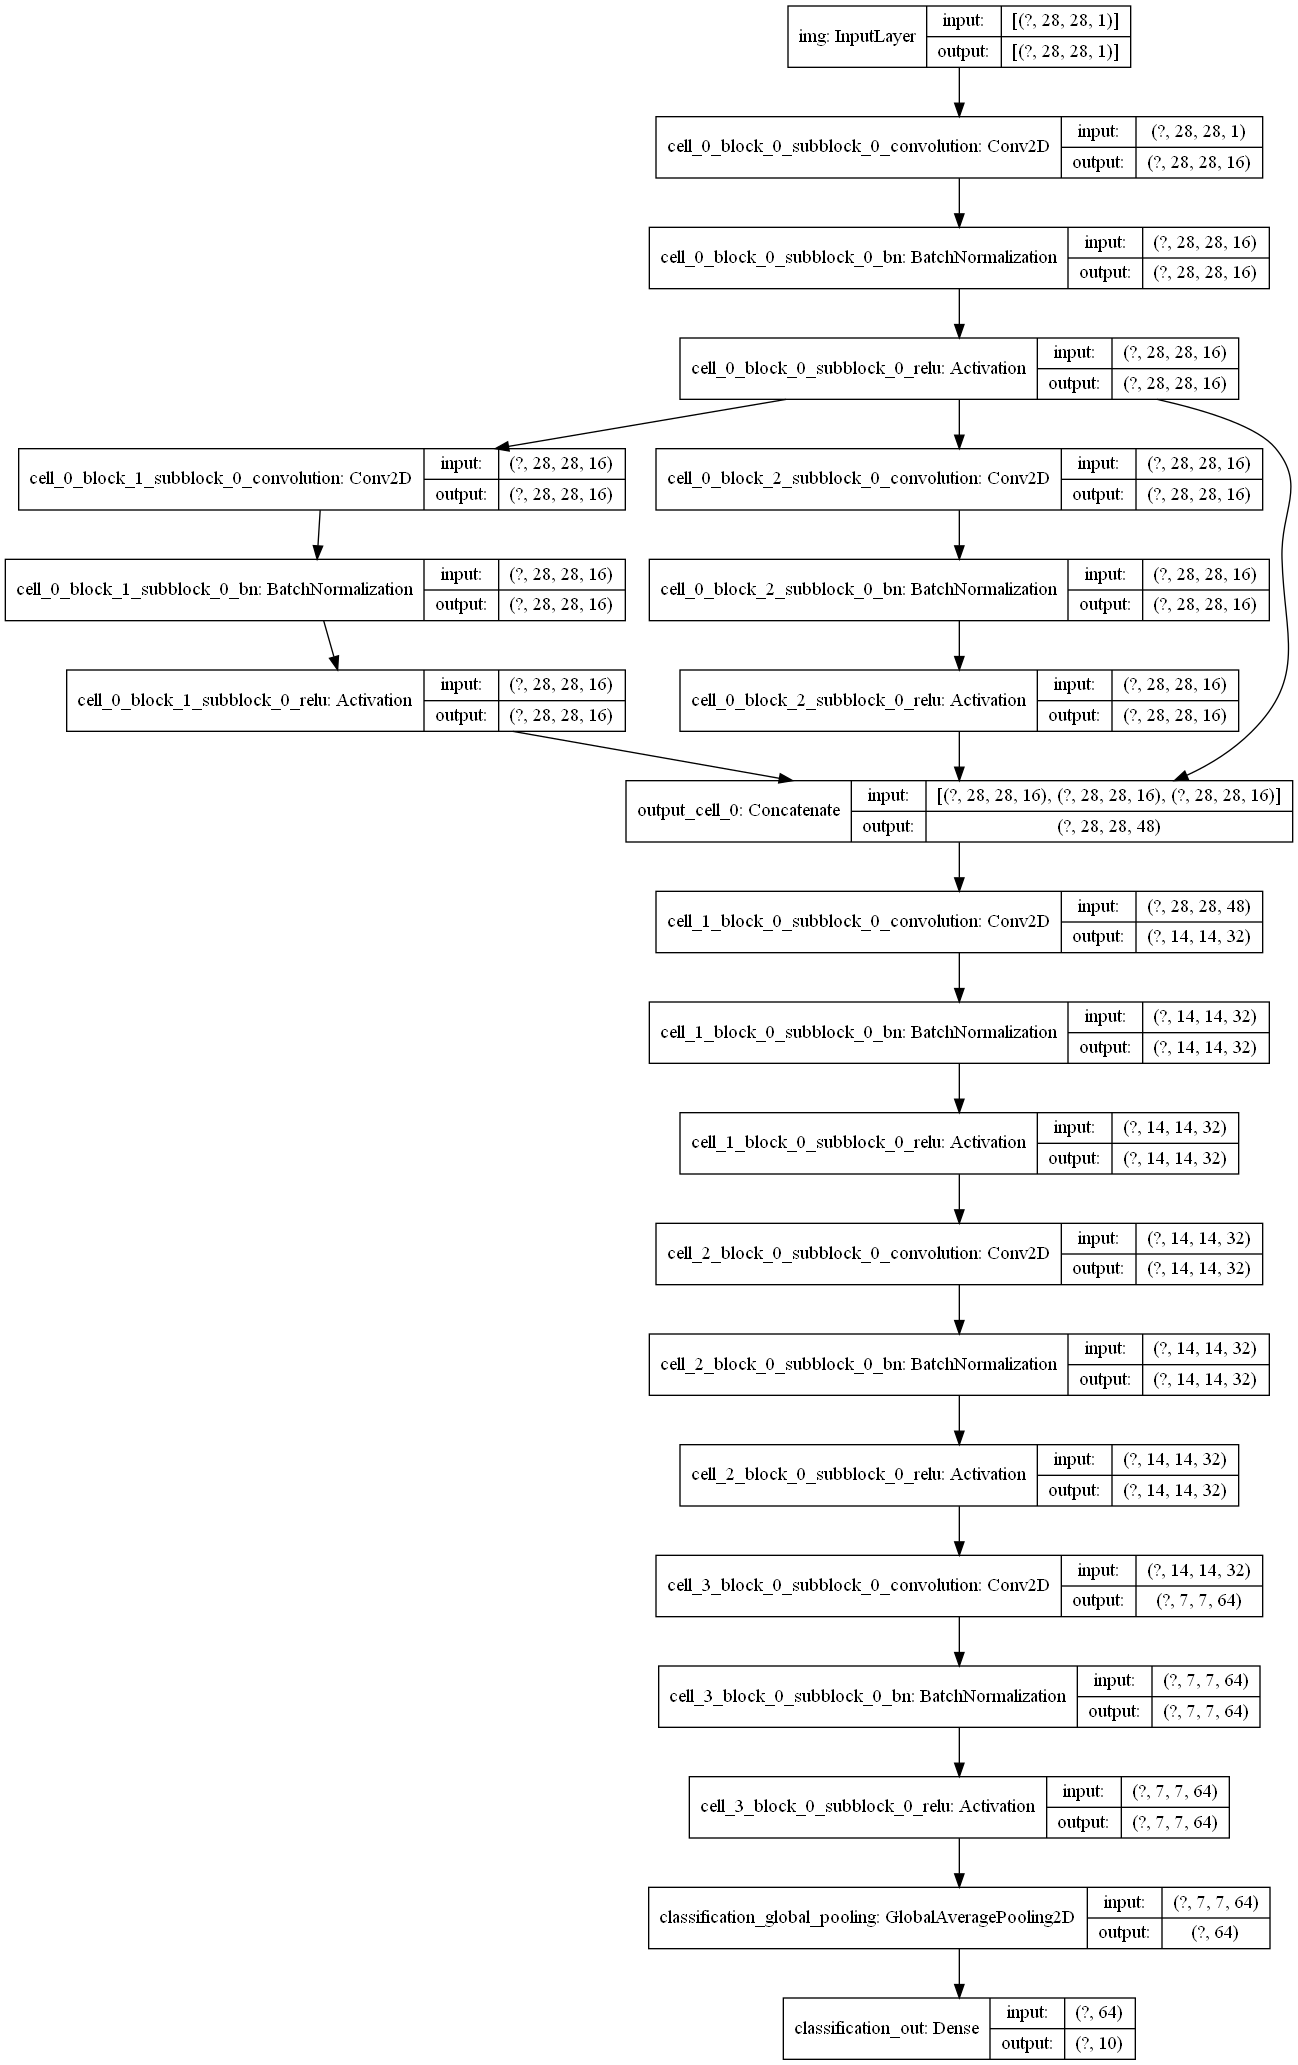 img: InputLayer
input: [(?, 28, 28, 1)]
output: [(?, 28, 28, 1)]
cell_0_block_0_subblock_0_convolution: Conv2D
input: (?, 28, 28, 1)
output: (?, 28, 28, 16)
cell_0_block_0_subblock_0_bn: BatchNormalization
input: (?, 28, 28, 16)
output: (?, 28, 28, 16)
cell_0_block_0_subblock_0_relu: Activation
input: (?, 28, 28, 16)
output: (?, 28, 28, 16)
cell_0_block_1_subblock_0_convolution: Conv2D
input: (?, 28, 28, 16)
output: (?, 28, 28, 16)
cell_0_block_2_subblock_0_convolution: Conv2D
input: (?, 28, 28, 16)
output: (?, 28, 28, 16)
cell_0_block_1_subblock_0_bn: BatchNormalization
input: (?, 28, 28, 16)
output: (?, 28, 28, 16)
cell_0_block_2_subblock_0_bn: BatchNormalization
input: (?, 28, 28, 16)
output: (?, 28, 28, 16)
cell_0_block_1_subblock_0_relu: Activation
input: (?, 28, 28, 16)
output: (?, 28, 28, 16)
cell_0_block_2_subblock_0_relu: Activation
input: (?, 28, 28, 16)
output: (?, 28, 28, 16)
output_cell_0: Concatenate
input: [(?, 28, 28, 16), (?, 28, 28, 16), (?, 28, 28, 16)]
output: (?, 28, 28, 48)
cell_1_block_0_subblock_0_convolution: Conv2D
input: (?, 28, 28, 48)
output: (?, 14, 14, 32)
cell_1_block_0_subblock_0_bn: BatchNormalization
input: (?, 14, 14, 32)
output: (?, 14, 14, 32)
cell_1_block_0_subblock_0_relu: Activation
input: (?, 14, 14, 32)
output: (?, 14, 14, 32)
cell_2_block_0_subblock_0_convolution: Conv2D
input: (?, 14, 14, 32)
output: (?, 14, 14, 32)
cell_2_block_0_subblock_0_bn: BatchNormalization
input: (?, 14, 14, 32)
output: (?, 14, 14, 32)
cell_2_block_0_subblock_0_relu: Activation
input: (?, 14, 14, 32)
output: (?, 14, 14, 32)
cell_3_block_0_subblock_0_convolution: Conv2D
input: (?, 14, 14, 32)
output: (?, 7, 7, 64)
cell_3_block_0_subblock_0_bn: BatchNormalization
input: (?, 7, 7, 64)
output: (?, 7, 7, 64)
cell_3_block_0_subblock_0_relu: Activation
input: (?, 7, 7, 64)
output: (?, 7, 7, 64)
classification_global_pooling: GlobalAveragePooling2D
input: (?, 7, 7, 64)
output: (?, 64)
classification_out: Dense
input: (?, 64)
output: (?, 10)